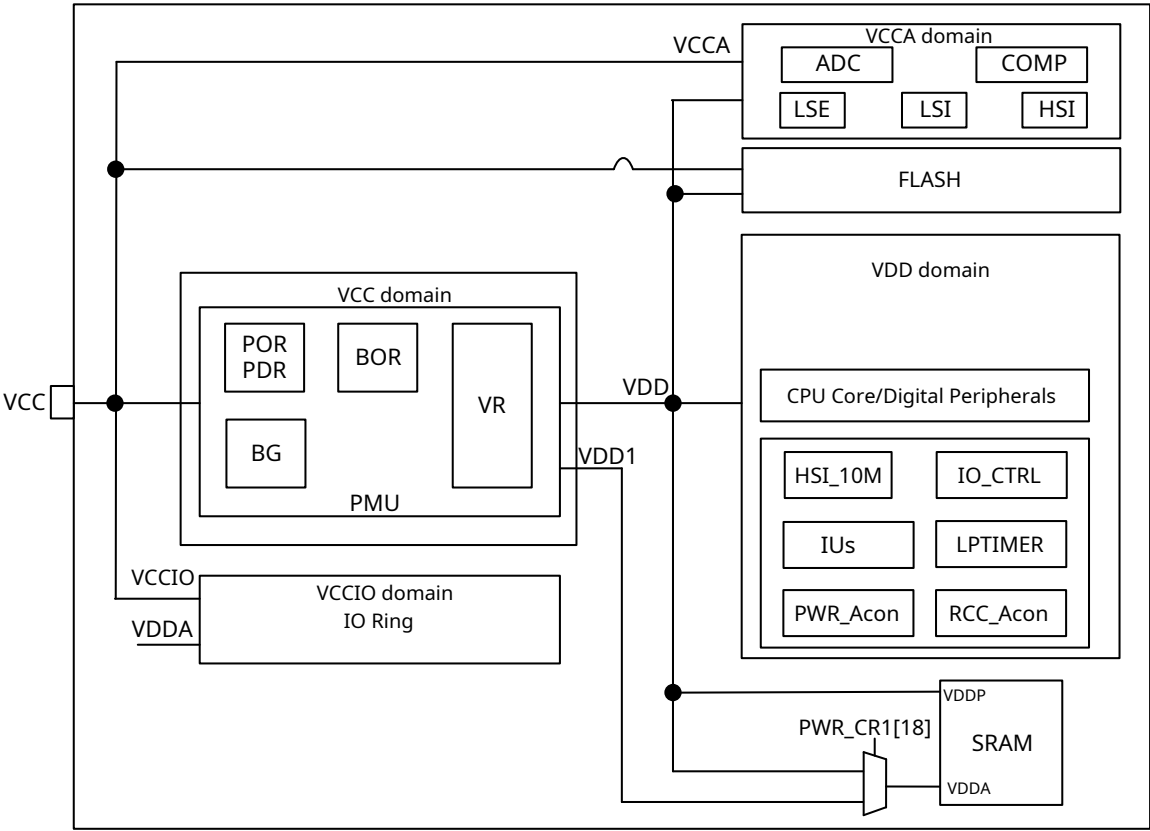 VCCA
VCCA domain
ADC
COMP
LSE
LSI
HSI
FLASH
VDD domain
CPU Core/Digital Peripherals
HSI_10M
IO_CTRL
IUs
LPTIMER
PWR_Acon
RCC_Acon
VCC domain
POR
PDR
BOR
VR
BG
PMU
VCC
VDD
VDD1
VCCIO
VCCIO domain
IO Ring
VDDA
VDDP
PWR_CR1[18]
SRAM
VDDA